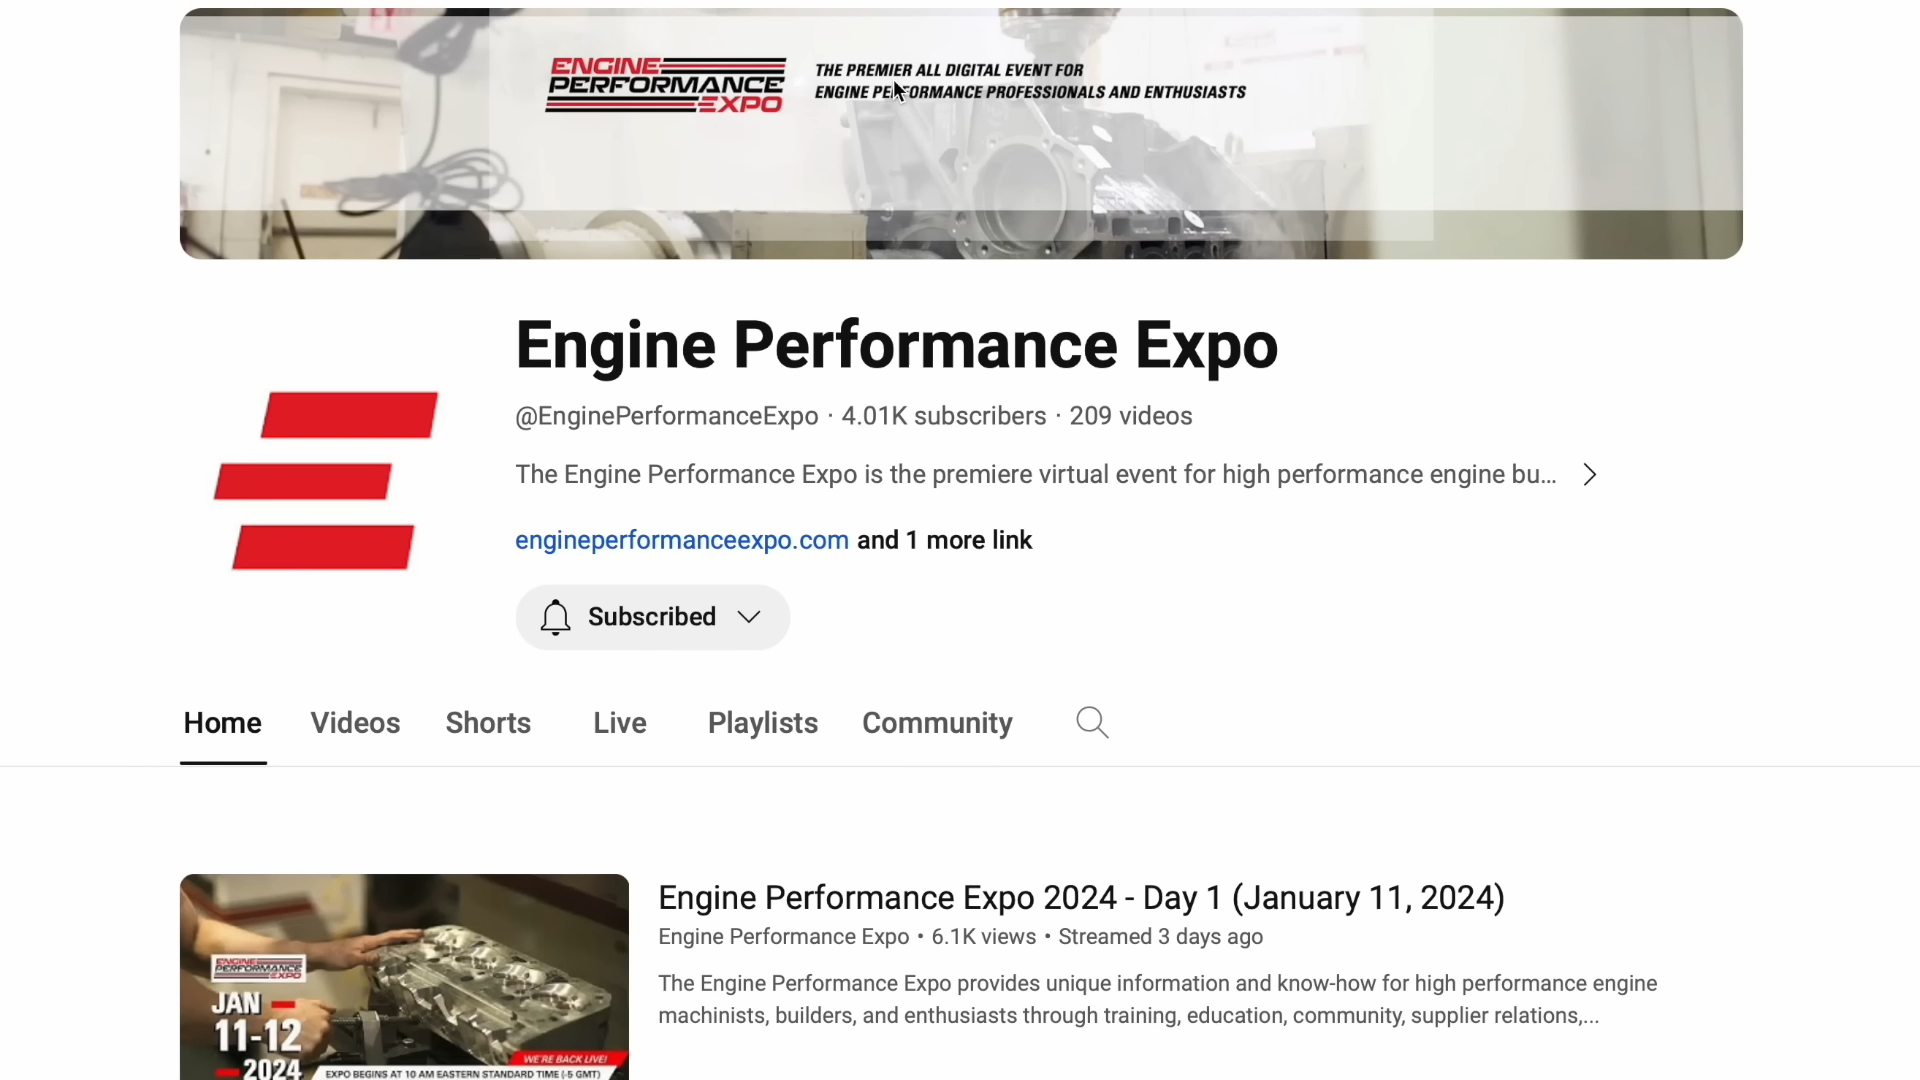 ENGINE
PERFORMANCE
EXPO
THE PREMIER ALL DIGITAL EVENT FOR
ENGINE PERFORMANCE PROFESSIONALS AND ENTHUSIASTS
Engine Performance Expo
@EnginePerformanceExpo · 4.01K subscribers · 209 videos
The Engine Performance Expo is the premiere virtual event for high performance engine bu...
engineperformanceexpo.com and 1 more link
Subscribed
Home Videos Shorts Live Playlists Community
Engine Performance Expo 2024 - Day 1 (January 11, 2024)
Engine Performance Expo • 6.1K views • Streamed 3 days ago
The Engine Performance Expo provides unique information and know-how for high performance engine
machinists, builders, and enthusiasts through training, education, community, supplier relations,...
ENGINE
PERFORMANCE
EXPO
JAN
11-12
2024
WE'RE BACK LIVE!
EXPO BEGINS AT 10 AM EASTERN STANDARD TIME (-5 GMT)